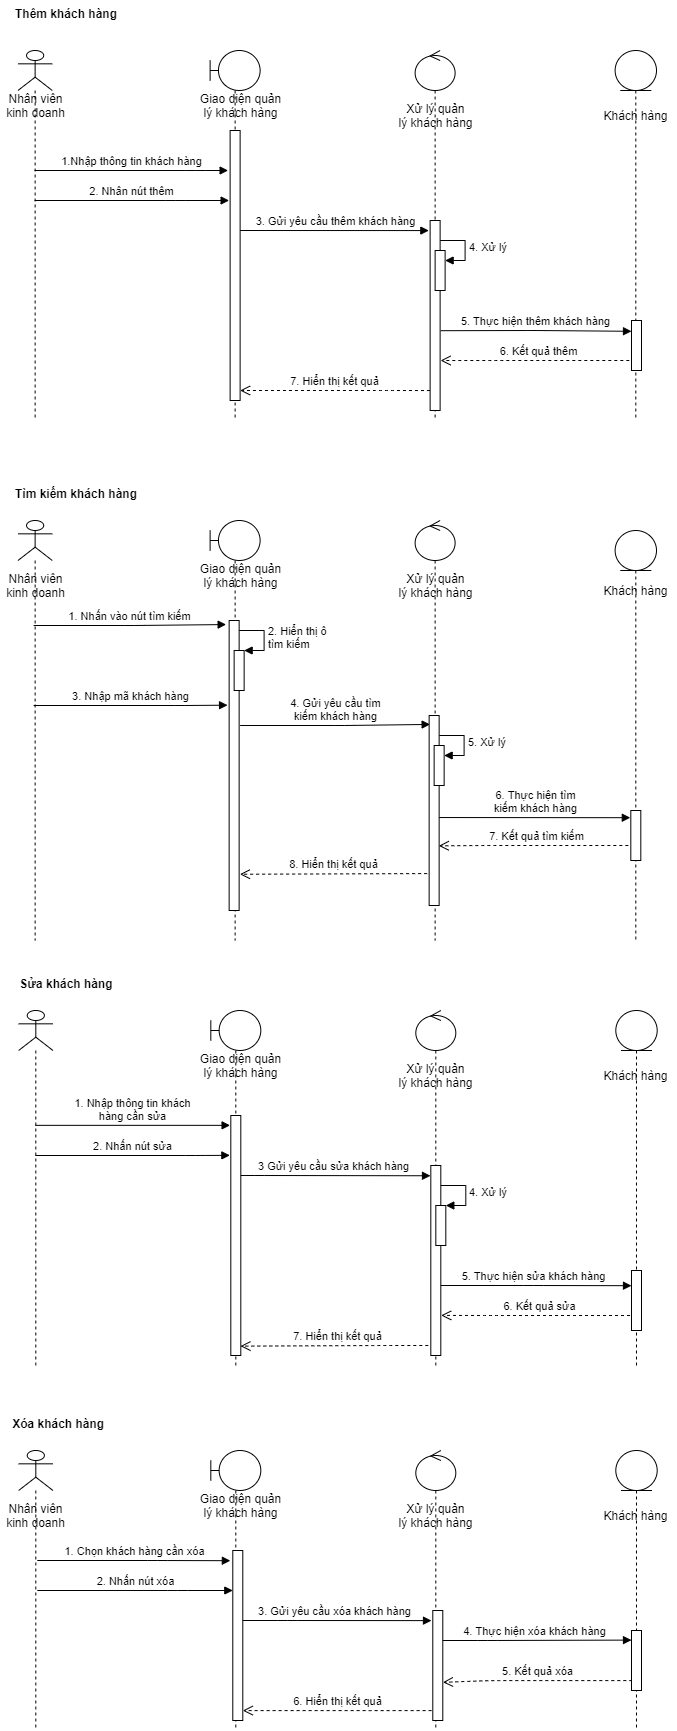 Thêm khách hàng
Nhân viên
kinh doanh
Giao diện quản
lý khách hàng
Xử lý quản
lý khách hàng
Khách hàng
1.Nhập thông tin khách hàng
2. Nhấn nút thêm
3. Gửi yêu cầu thêm khách hàng
4. Xử lý
5. Thực hiện thêm khách hàng
6. Kết quả thêm
7. Hiển thị kết quả
Tìm kiếm khách hàng
Nhân viên
kinh doanh
Giao diện quản
lý khách hàng
Xử lý quản
lý khách hàng
Khách hàng
1. Nhấn vào nút tìm kiếm
2. Hiển thị ô
tìm kiếm
3. Nhập mã khách hàng
4. Gửi yêu cầu tìm
kiếm khách hàng
5. Xử lý
6. Thực hiện tìm
kiếm khách hàng
7. Kết quả tìm kiếm
8. Hiển thị kết quả
Sửa khách hàng
Giao diện quản
lý khách hàng
Xử lý quản
lý khách hàng
Khách hàng
1. Nhập thông tin khách
hàng cần sửa
2. Nhấn nút sửa
3 Gửi yêu cầu sửa khách hàng
4. Xử lý
5. Thực hiện sửa khách hàng
6. Kết quả sửa
7. Hiển thị kết quả
Xóa khách hàng
Nhân viên
kinh doanh
Giao diện quản
lý khách hàng
Xử lý quản
lý khách hàng
Khách hàng
1. Chọn khách hàng cần xóa
2. Nhấn nút xóa
3. Gửi yêu cầu xóa khách hàng
4. Thực hiện xóa khách hàng
5. Kết quả xóa
6. Hiển thị kết quả